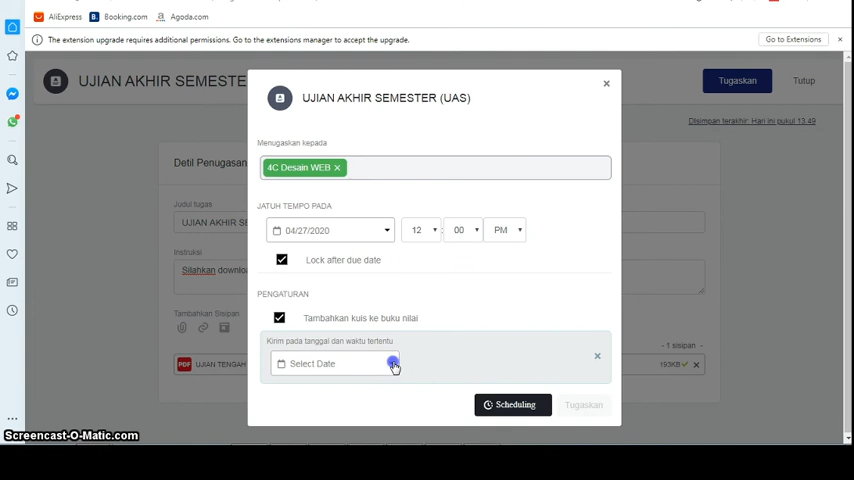 AliExpress
Booking.com
Agoda.com
The extension upgrade requires additional permissions. Go to the extensions manager to accept the upgrade.
Go to Extensions
UJIAN AKHIR SEMESTE
Tugaskan
Tutup
Disimpan terakhir: Hari ini pukul 13.49
UJIAN AKHIR SEMESTER (UAS)
Detil Penugasan
Menugaskan kepada
4C Desain WEB
Judul tugas
UJIAN AKHIR SE
JATUH TEMPO PADA
04/27/2020
12 : 00 PM
Instruksi
Silahkan downloa
Lock after due date
PENGATURAN
Tambahkan Sisipan
Tambahkan kuis ke buku nilai
Kirim pada tanggal dan waktu tertentu
- 1 sisipan -
Select Date
PDF UJIAN TENGAH
193KB
Scheduling
Tugaskan
Screencast-O-Matic.com